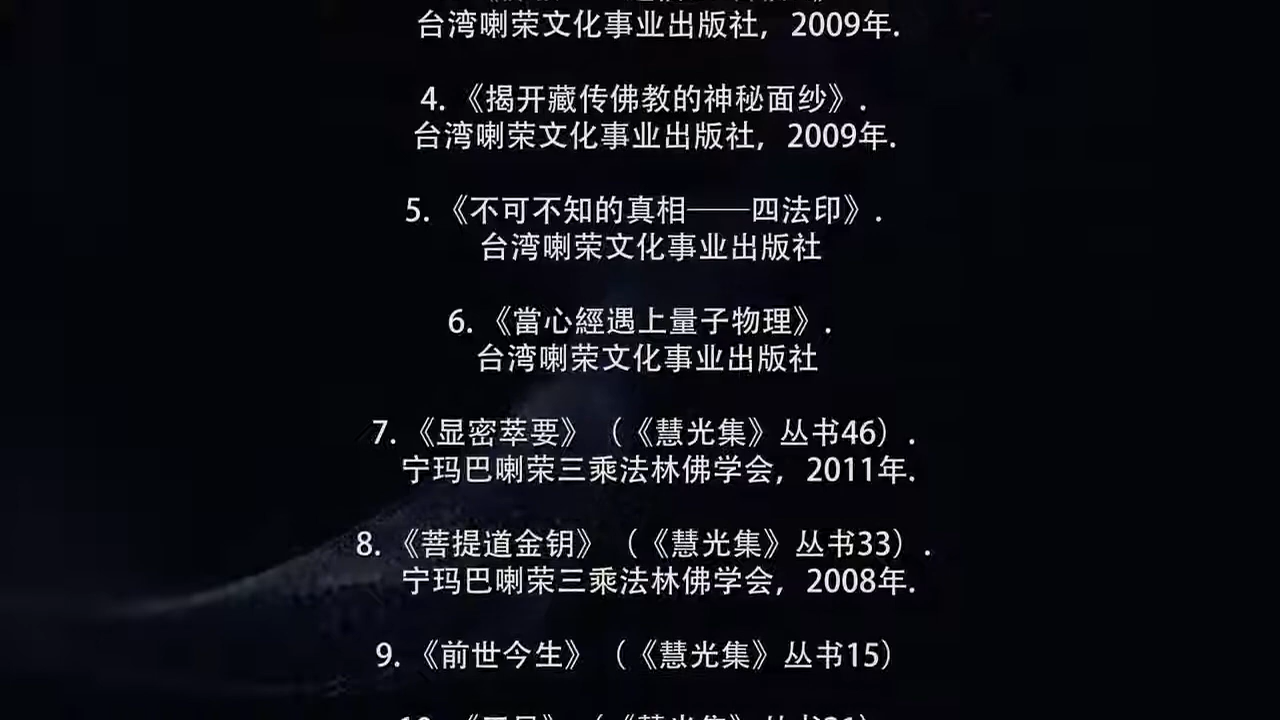 台湾喇荣文化事业出版社，2009年.
4. 《揭开藏传佛教的神秘面纱》.
台湾喇荣文化事业出版社，2009年.
5. 《不可不知的真相——四法印》.
台湾喇荣文化事业出版社
6. 《當心經遇上量子物理》.
台湾喇荣文化事业出版社
7. 《显密萃要》（《慧光集》丛书46）.
宁玛巴喇荣三乘法林佛学会，2011年.
8. 《菩提道金钥》（《慧光集》丛书33）.
宁玛巴喇荣三乘法林佛学会，2008年.
9. 《前世今生》（《慧光集》丛书15）